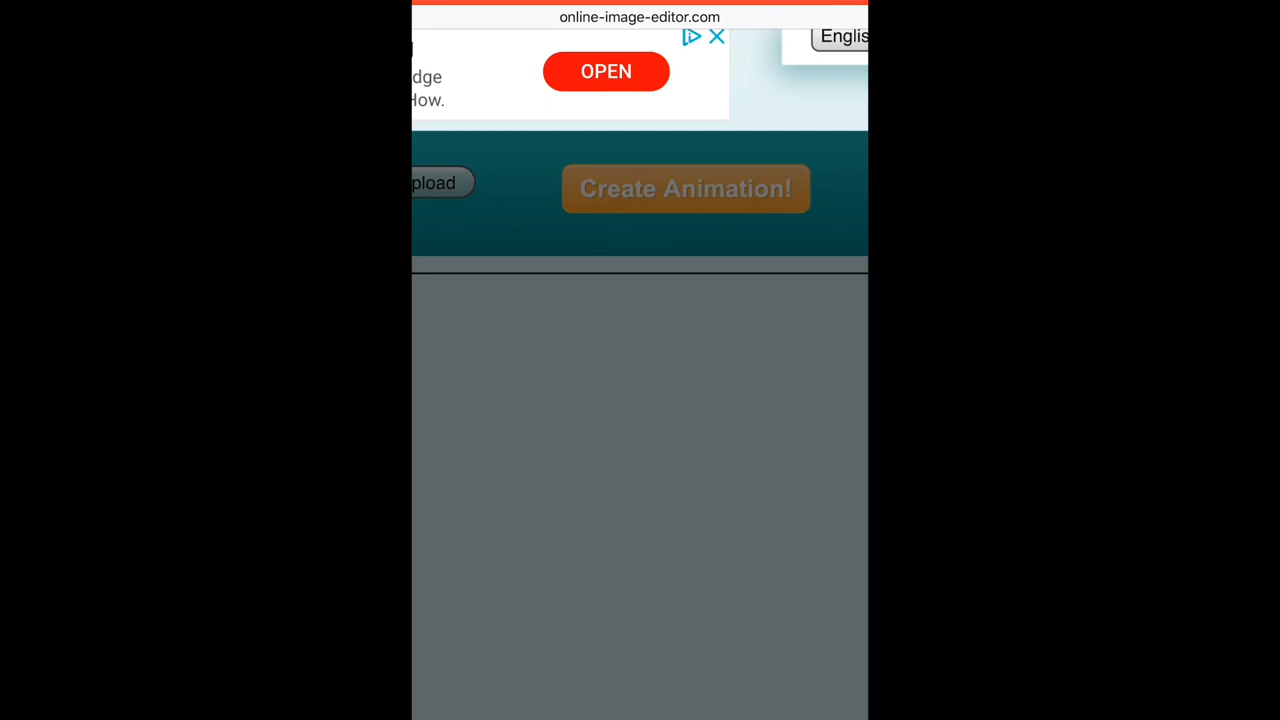 online-image-editor.com
Englis
OPEN
dge
How.
pload
Create Animation!